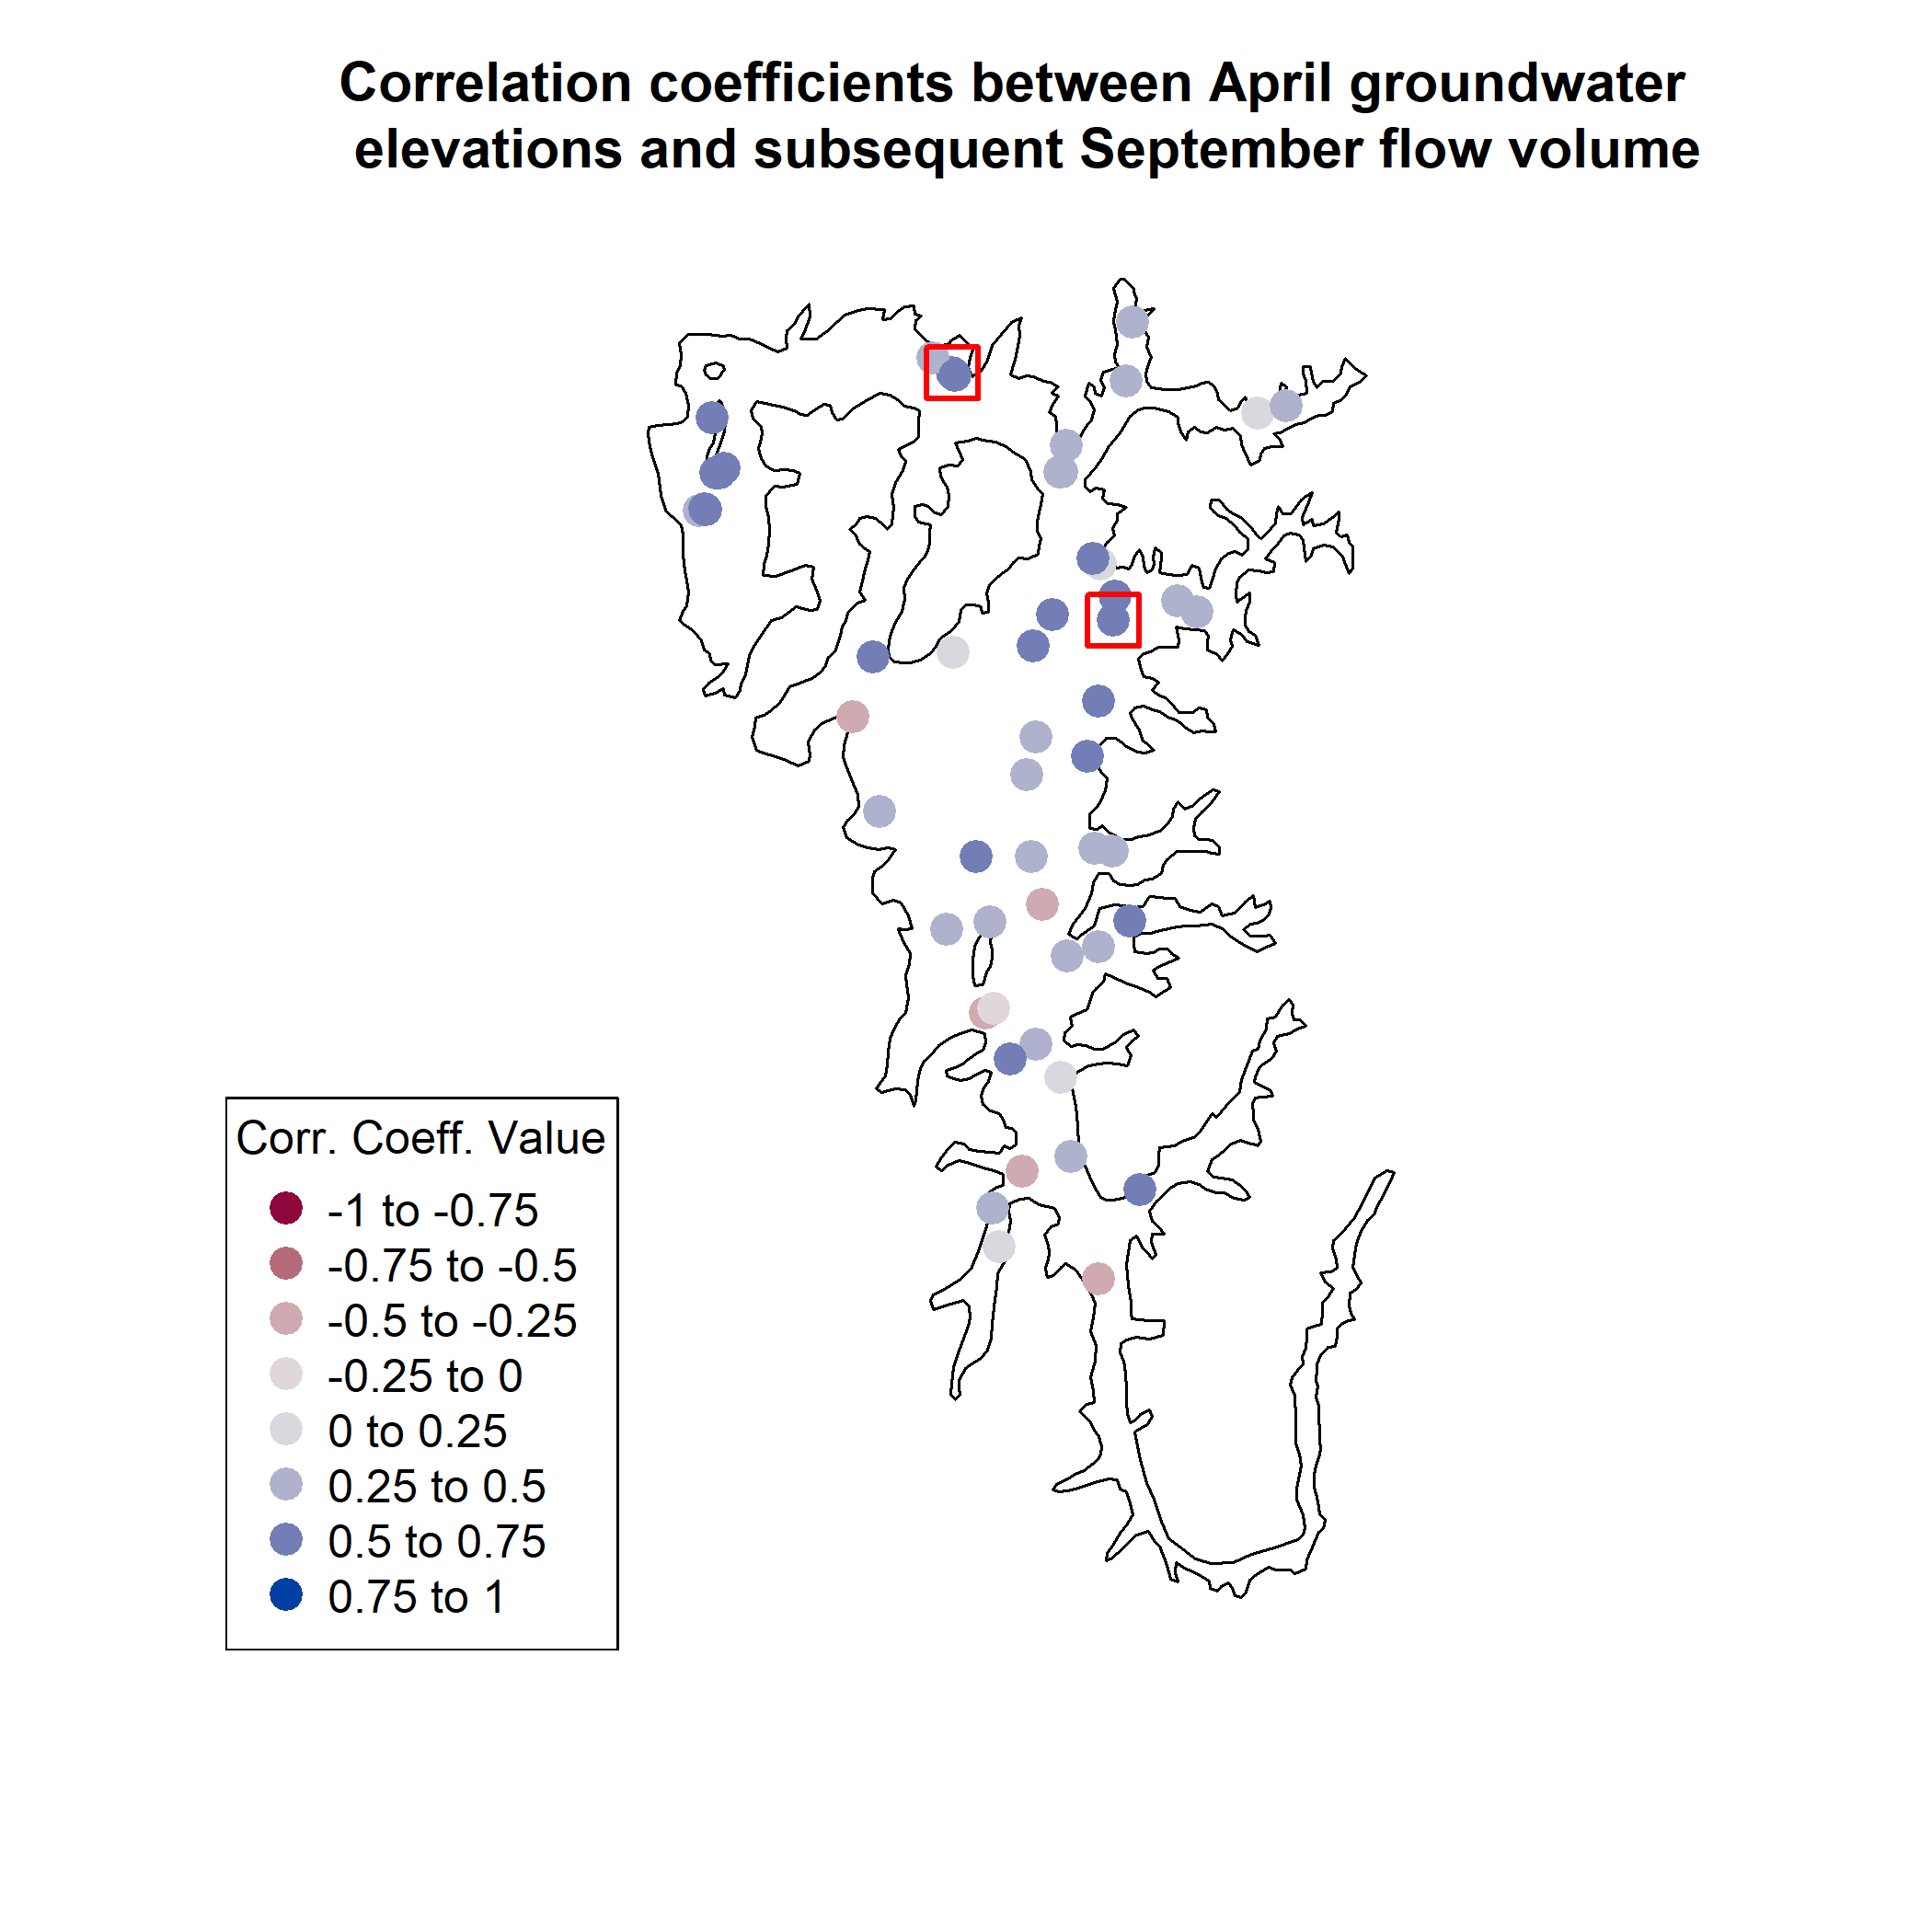 Correlation coefficients between April groundwater
elevations and subsequent September flow volume
Corr. Coeff. Value
-1 to -0.75
-0.75 to -0.5
-0.5 to -0.25
-0.25 to 0
0 to 0.25
0.25 to 0.5
0.5 to 0.75
0.75 to 1